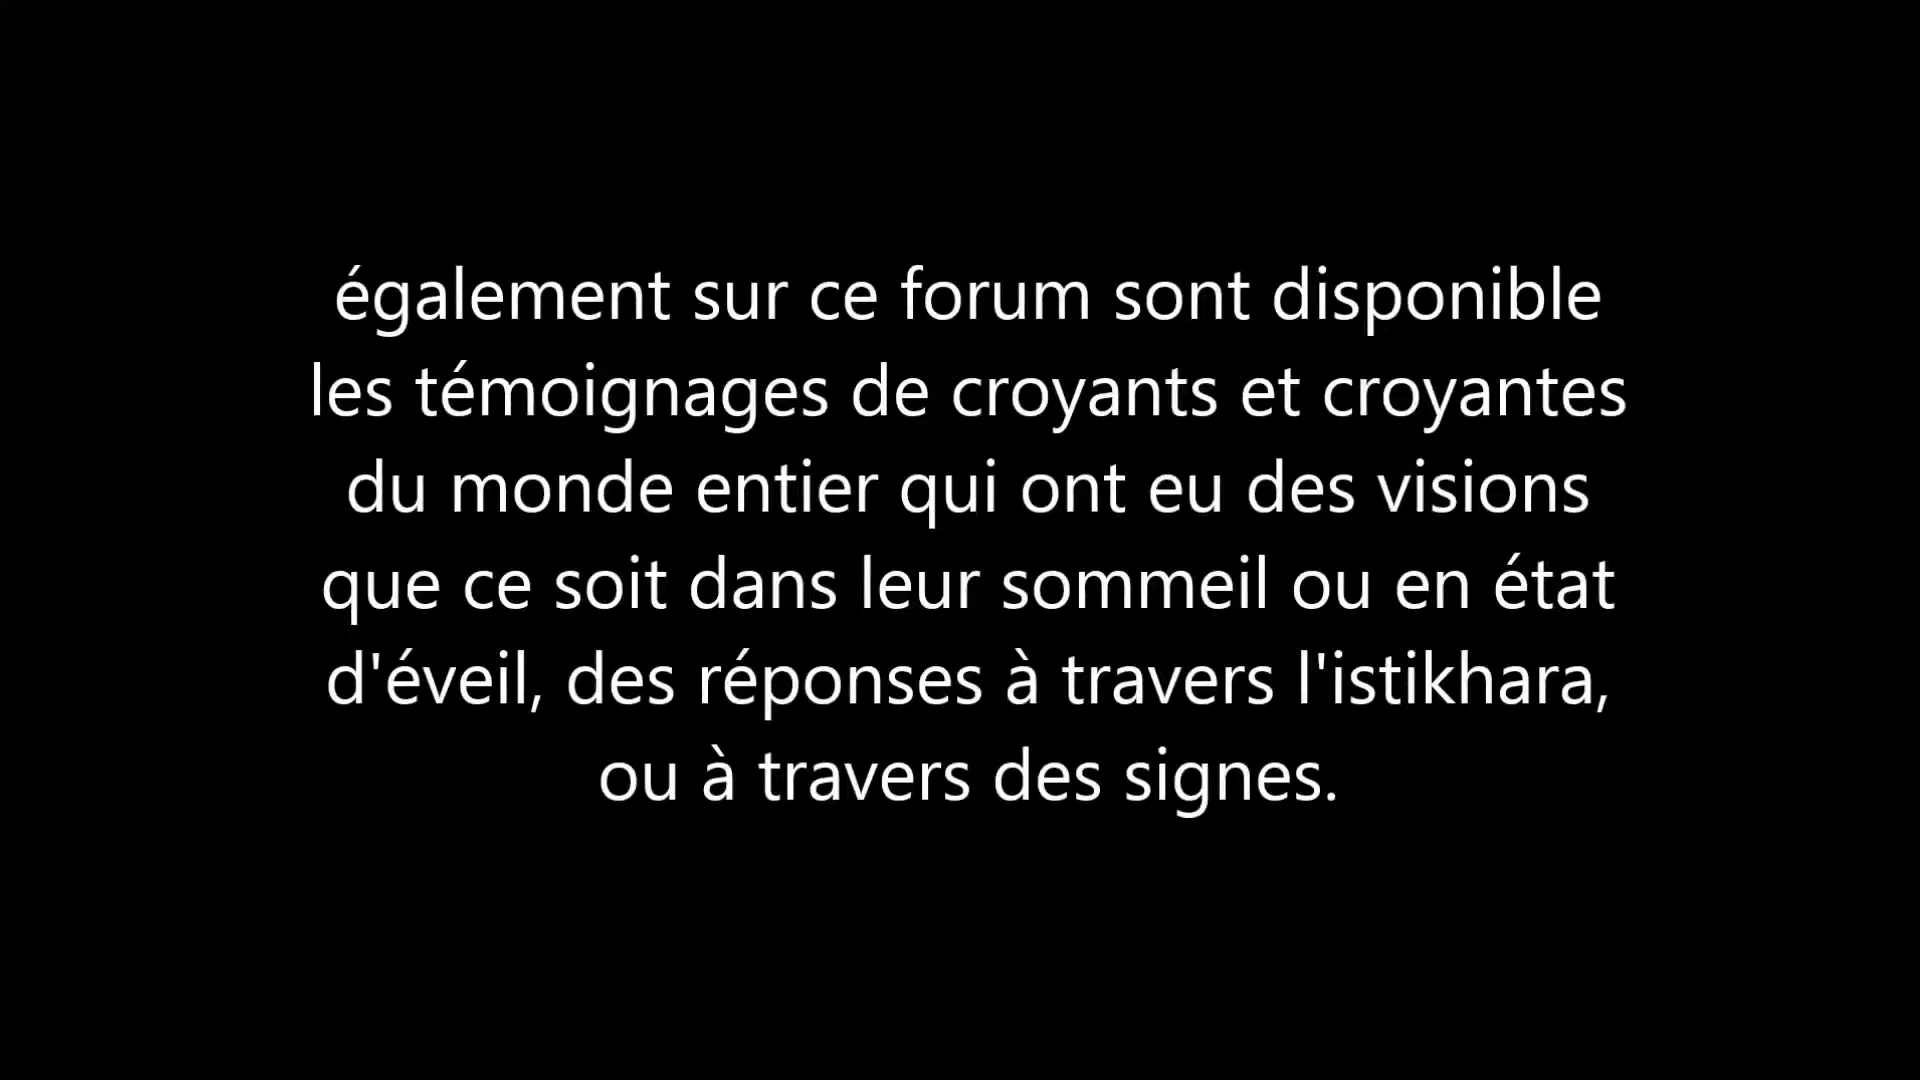 également sur ce forum sont disponible
les témoignages de croyants et croyantes
du monde entier qui ont eu des visions
que ce soit dans leur sommeil ou en état
d'éveil, des réponses à travers l'istikhara,
ou à travers des signes.